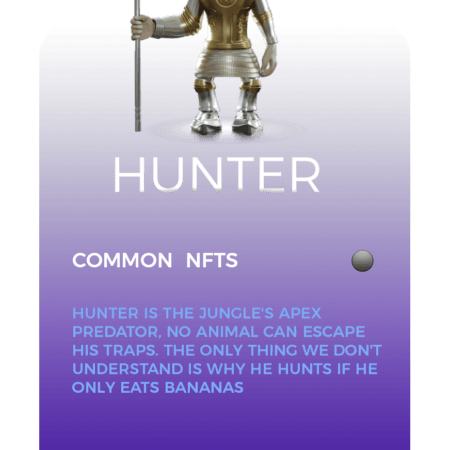 HUNTER
COMMON NFTS
HUNTER IS THE JUNGLE'S APEX
PREDATOR, NO ANIMAL CAN ESCAPE
HIS TRAPS. THE ONLY THING WE DON'T
UNDERSTAND IS WHY HE HUNTS IF HE
ONLY EATS BANANAS